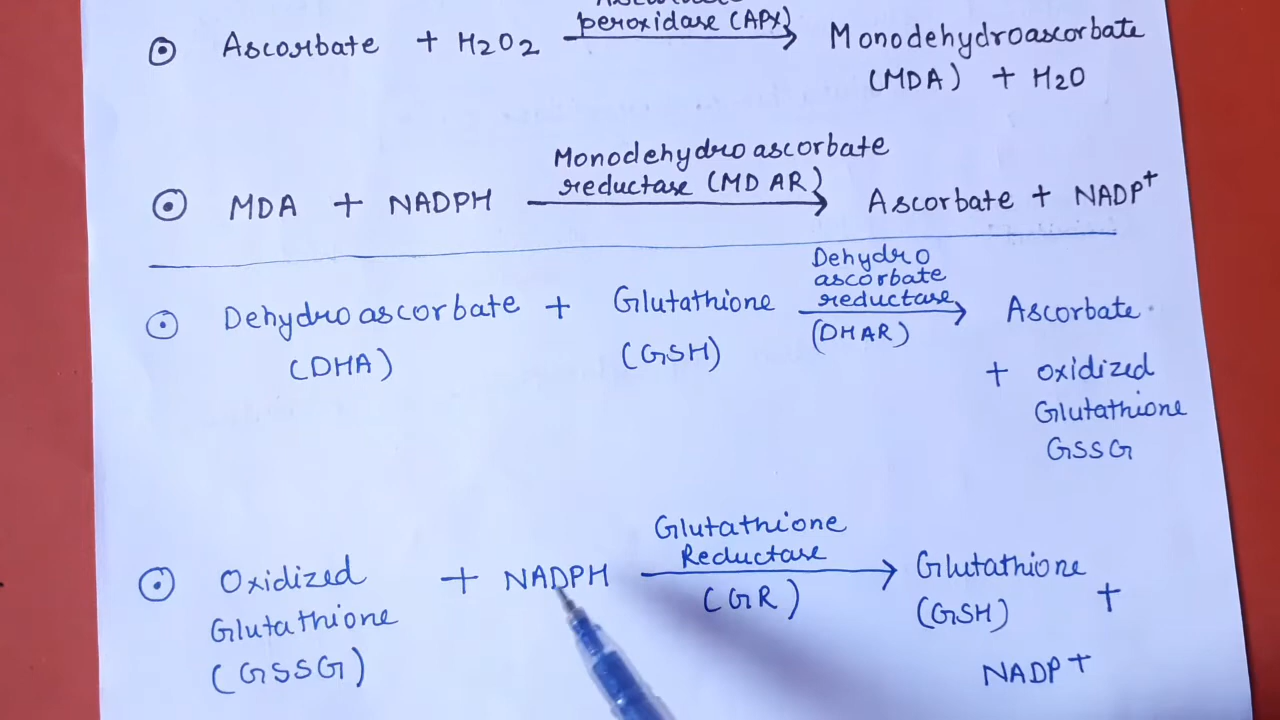 peroxidase (APX)
Ascorbate + H2O2 → Monodehydroascorbate
(MDA) + H2O
Monodehydroascorbate
reductase (MDAR)
MDA + NADPH → Ascorbate + NADP+
Dehydro
ascorbate
reductase
Dehydroascorbate + Glutathione → Ascorbate
(DHA) (GSH) (DHAR)
+ oxidized
Glutathione
GSSG
Glutathione
Reductase
Oxidized + NADPH → Glutathione +
Glutathione (GR) (GSH)
(GSSG) NADP+